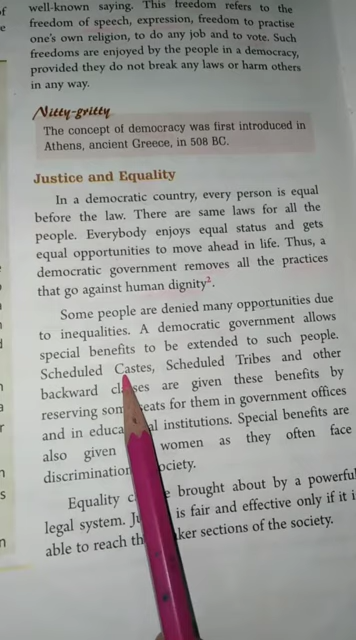 well-known saying. This freedom refers to the
freedom of speech, expression, freedom to practise
one's own religion, to do any job and to vote. Such
freedoms are enjoyed by the people in a democracy,
provided they do not break any laws or harm others
in any way.
Nitty-gritty
The concept of democracy was first introduced in
Athens, ancient Greece, in 508 BC.
Justice and Equality
In a democratic country, every person is equal
before the law. There are same laws for all the
people. Everybody enjoys equal status and gets
equal opportunities to move ahead in life. Thus, a
democratic government removes all the practices
that go against human dignity².
Some people are denied many opportunities due
to inequalities. A democratic government allows
special benefits to be extended to such people.
Scheduled Castes, Scheduled Tribes and other
backward classes are given these benefits by
reserving some seats for them in government offices
and in educational institutions. Special benefits are
also given women as they often face
discrimination society.
Equality brought about by a powerful
legal system. is fair and effective only if it i
able to reach the sections of the society.